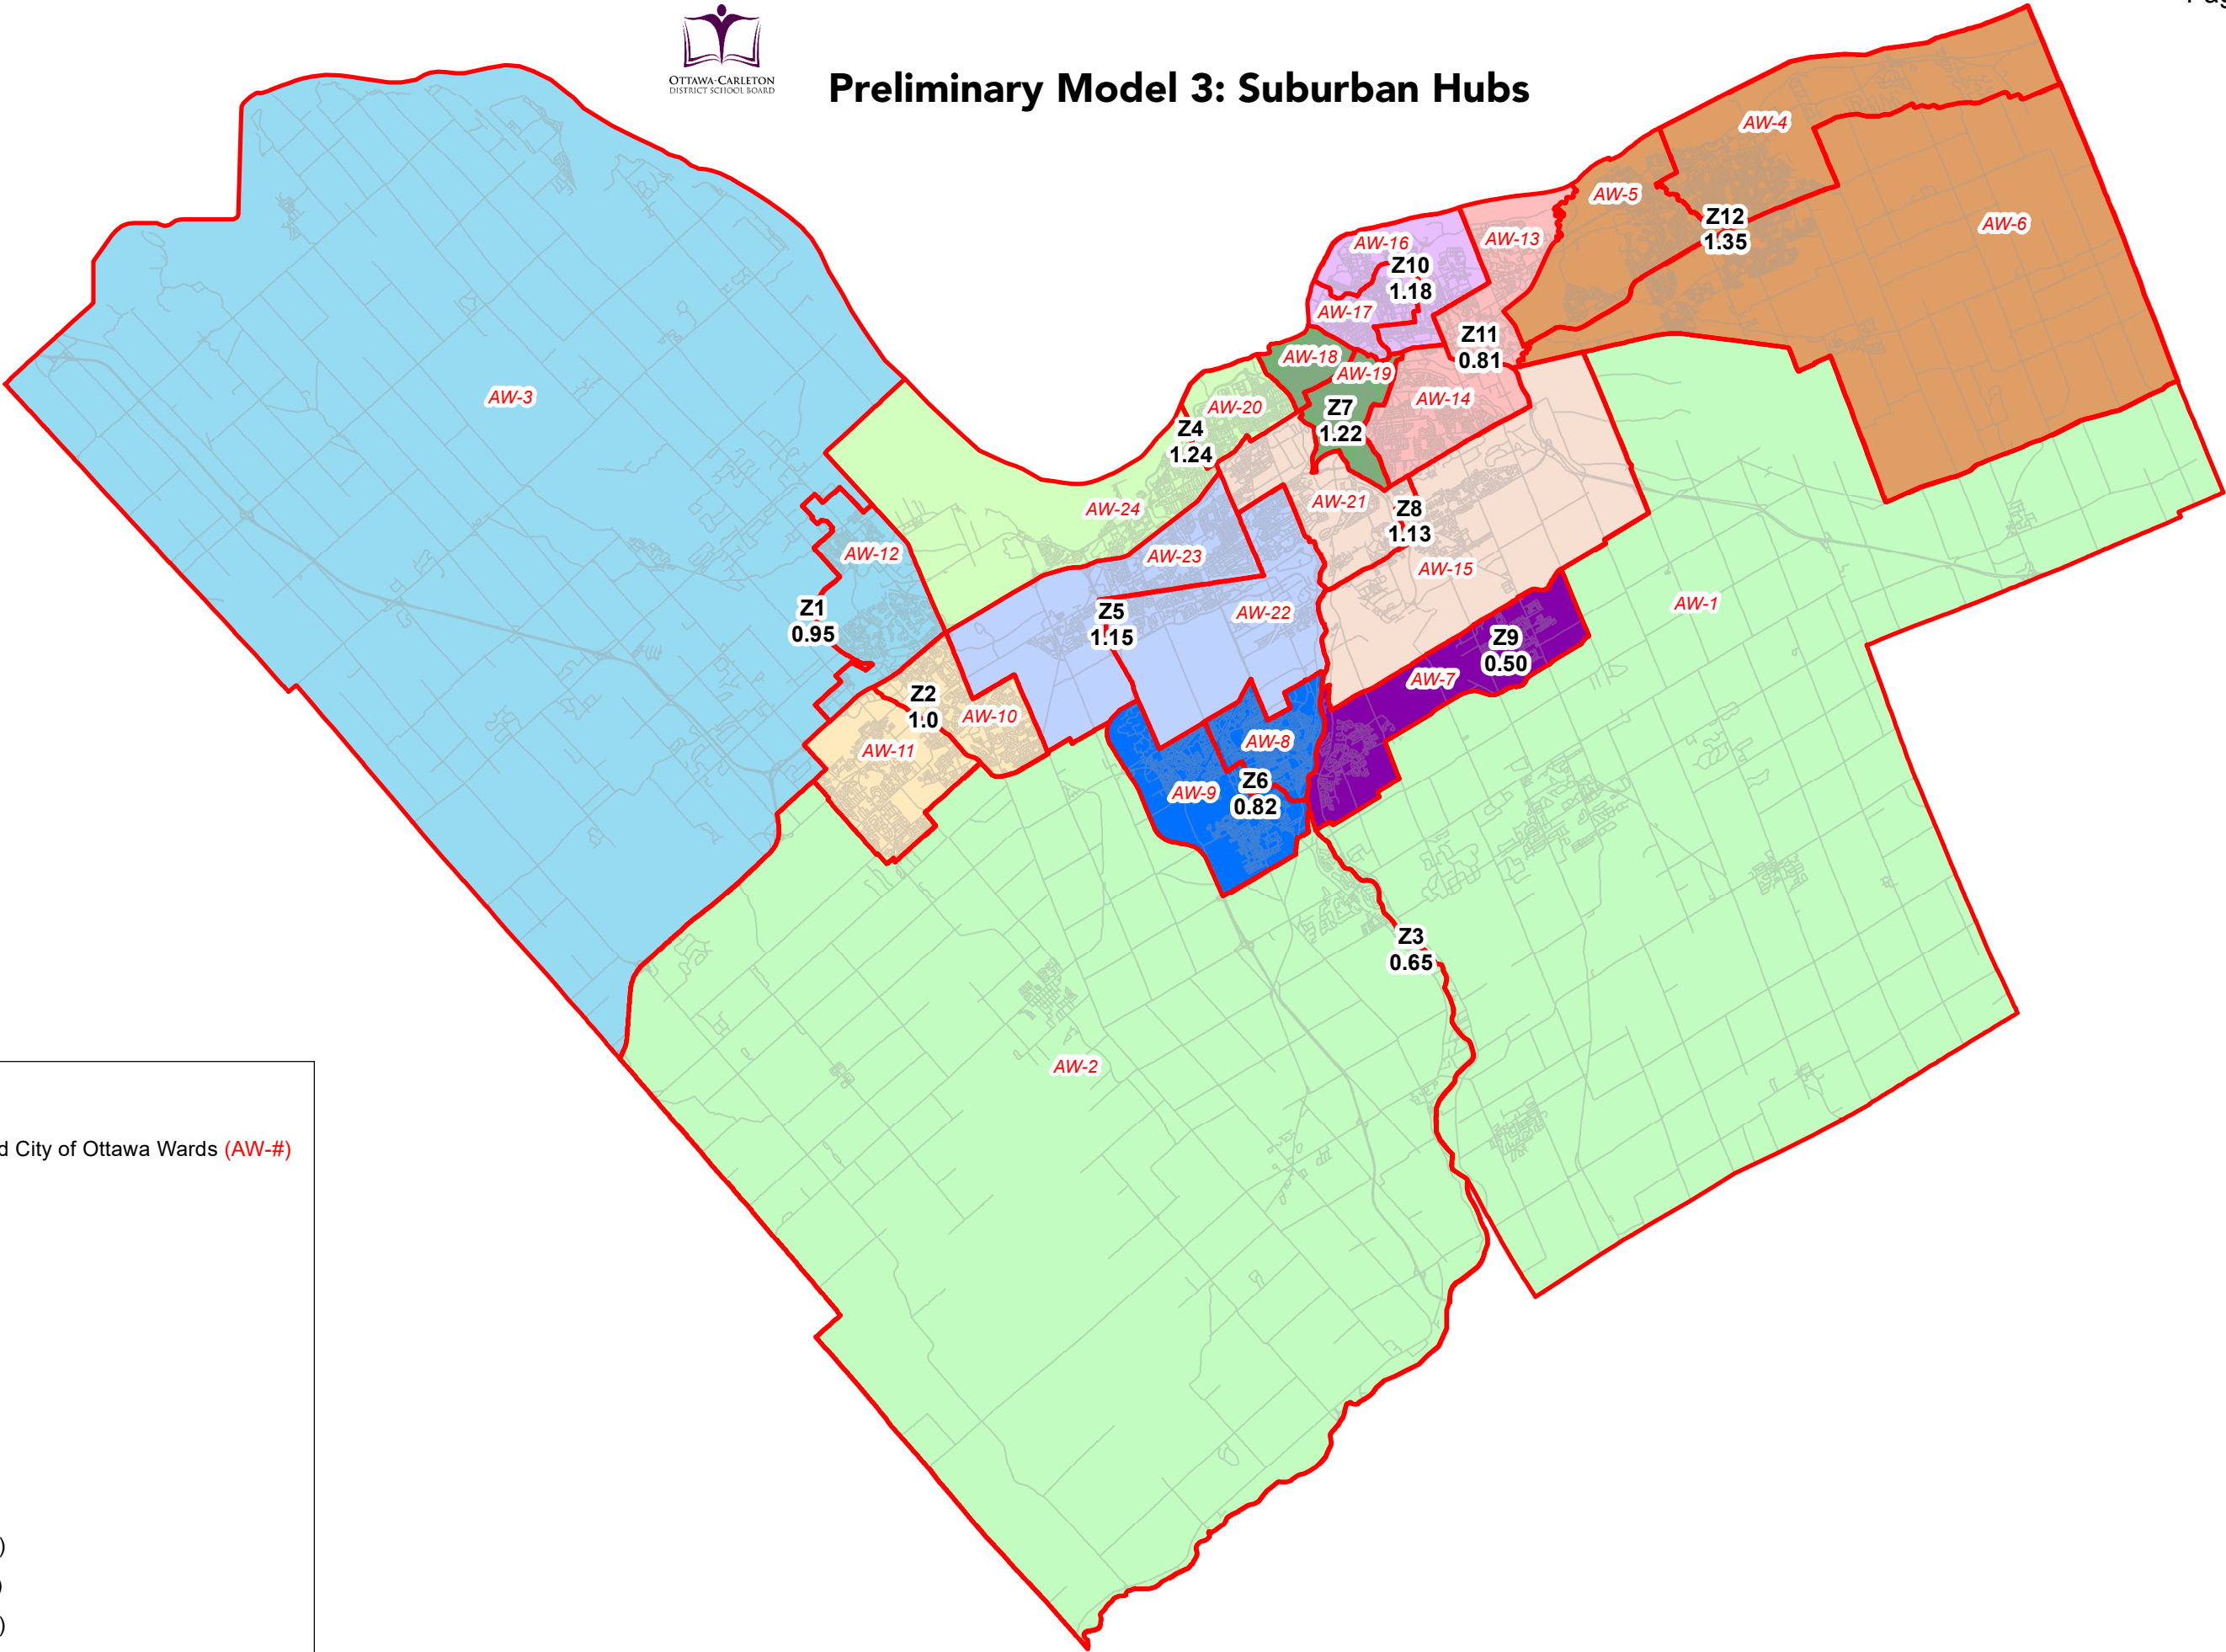 OTTAWA-CARLETON
DISTRICT SCHOOL BOARD
Preliminary Model 3: Suburban Hubs
AW-4
AW-5
Z12
1.35
AW-6
AW-16
AW-13
Z10
1.18
AW-17
Z11
0.81
AW-18
AW-19
AW-3
AW-14
AW-20
Z7
1.22
Z4
1.24
AW-21
AW-24
Z8
1.13
AW-12
AW-23
AW-15
Z1
0.95
Z5
1.15
AW-22
AW-1
Z9
0.50
AW-7
Z2
1.0
AW-10
AW-11
AW-8
Z6
0.82
AW-9
Z3
0.65
AW-2
City of Ottawa Wards (AW-#)
)
)
)